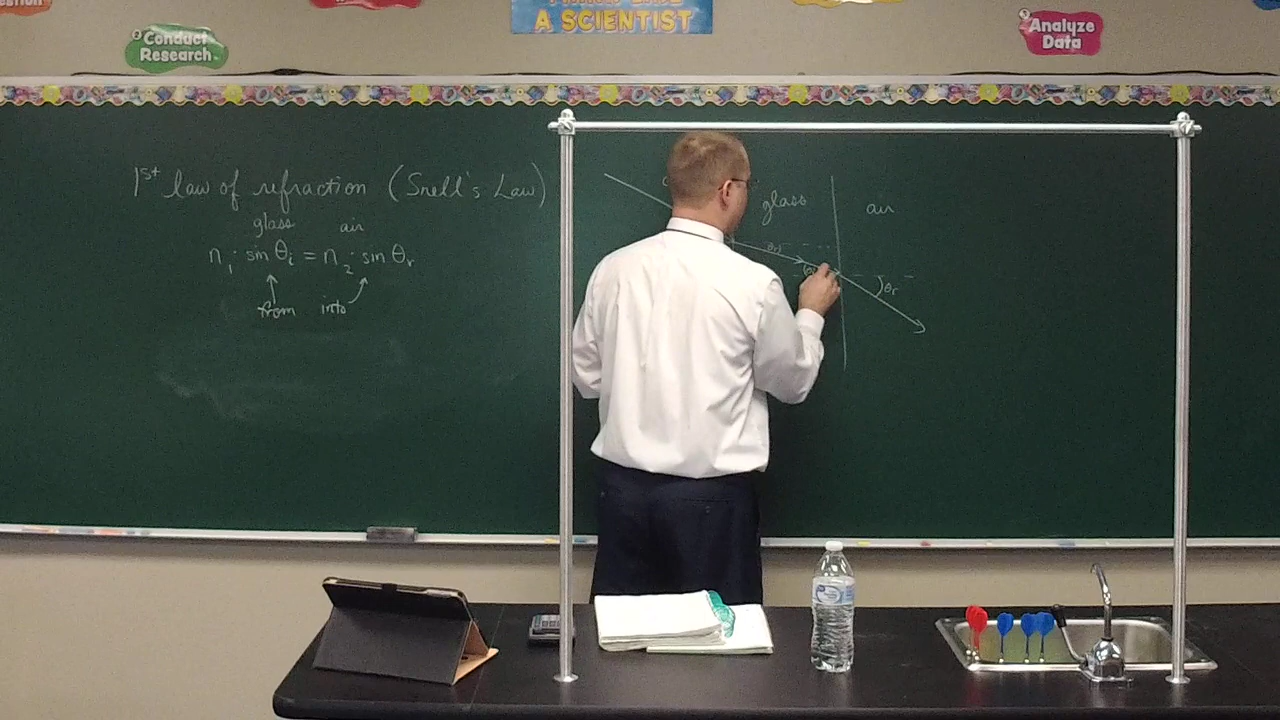 A SCIENTIST
2 Conduct
Research
Analyze
Data
1st law of refraction (Snell's Law)
glass air
n₁·sin θi = n₂·sin θr
from into
glass air
θr